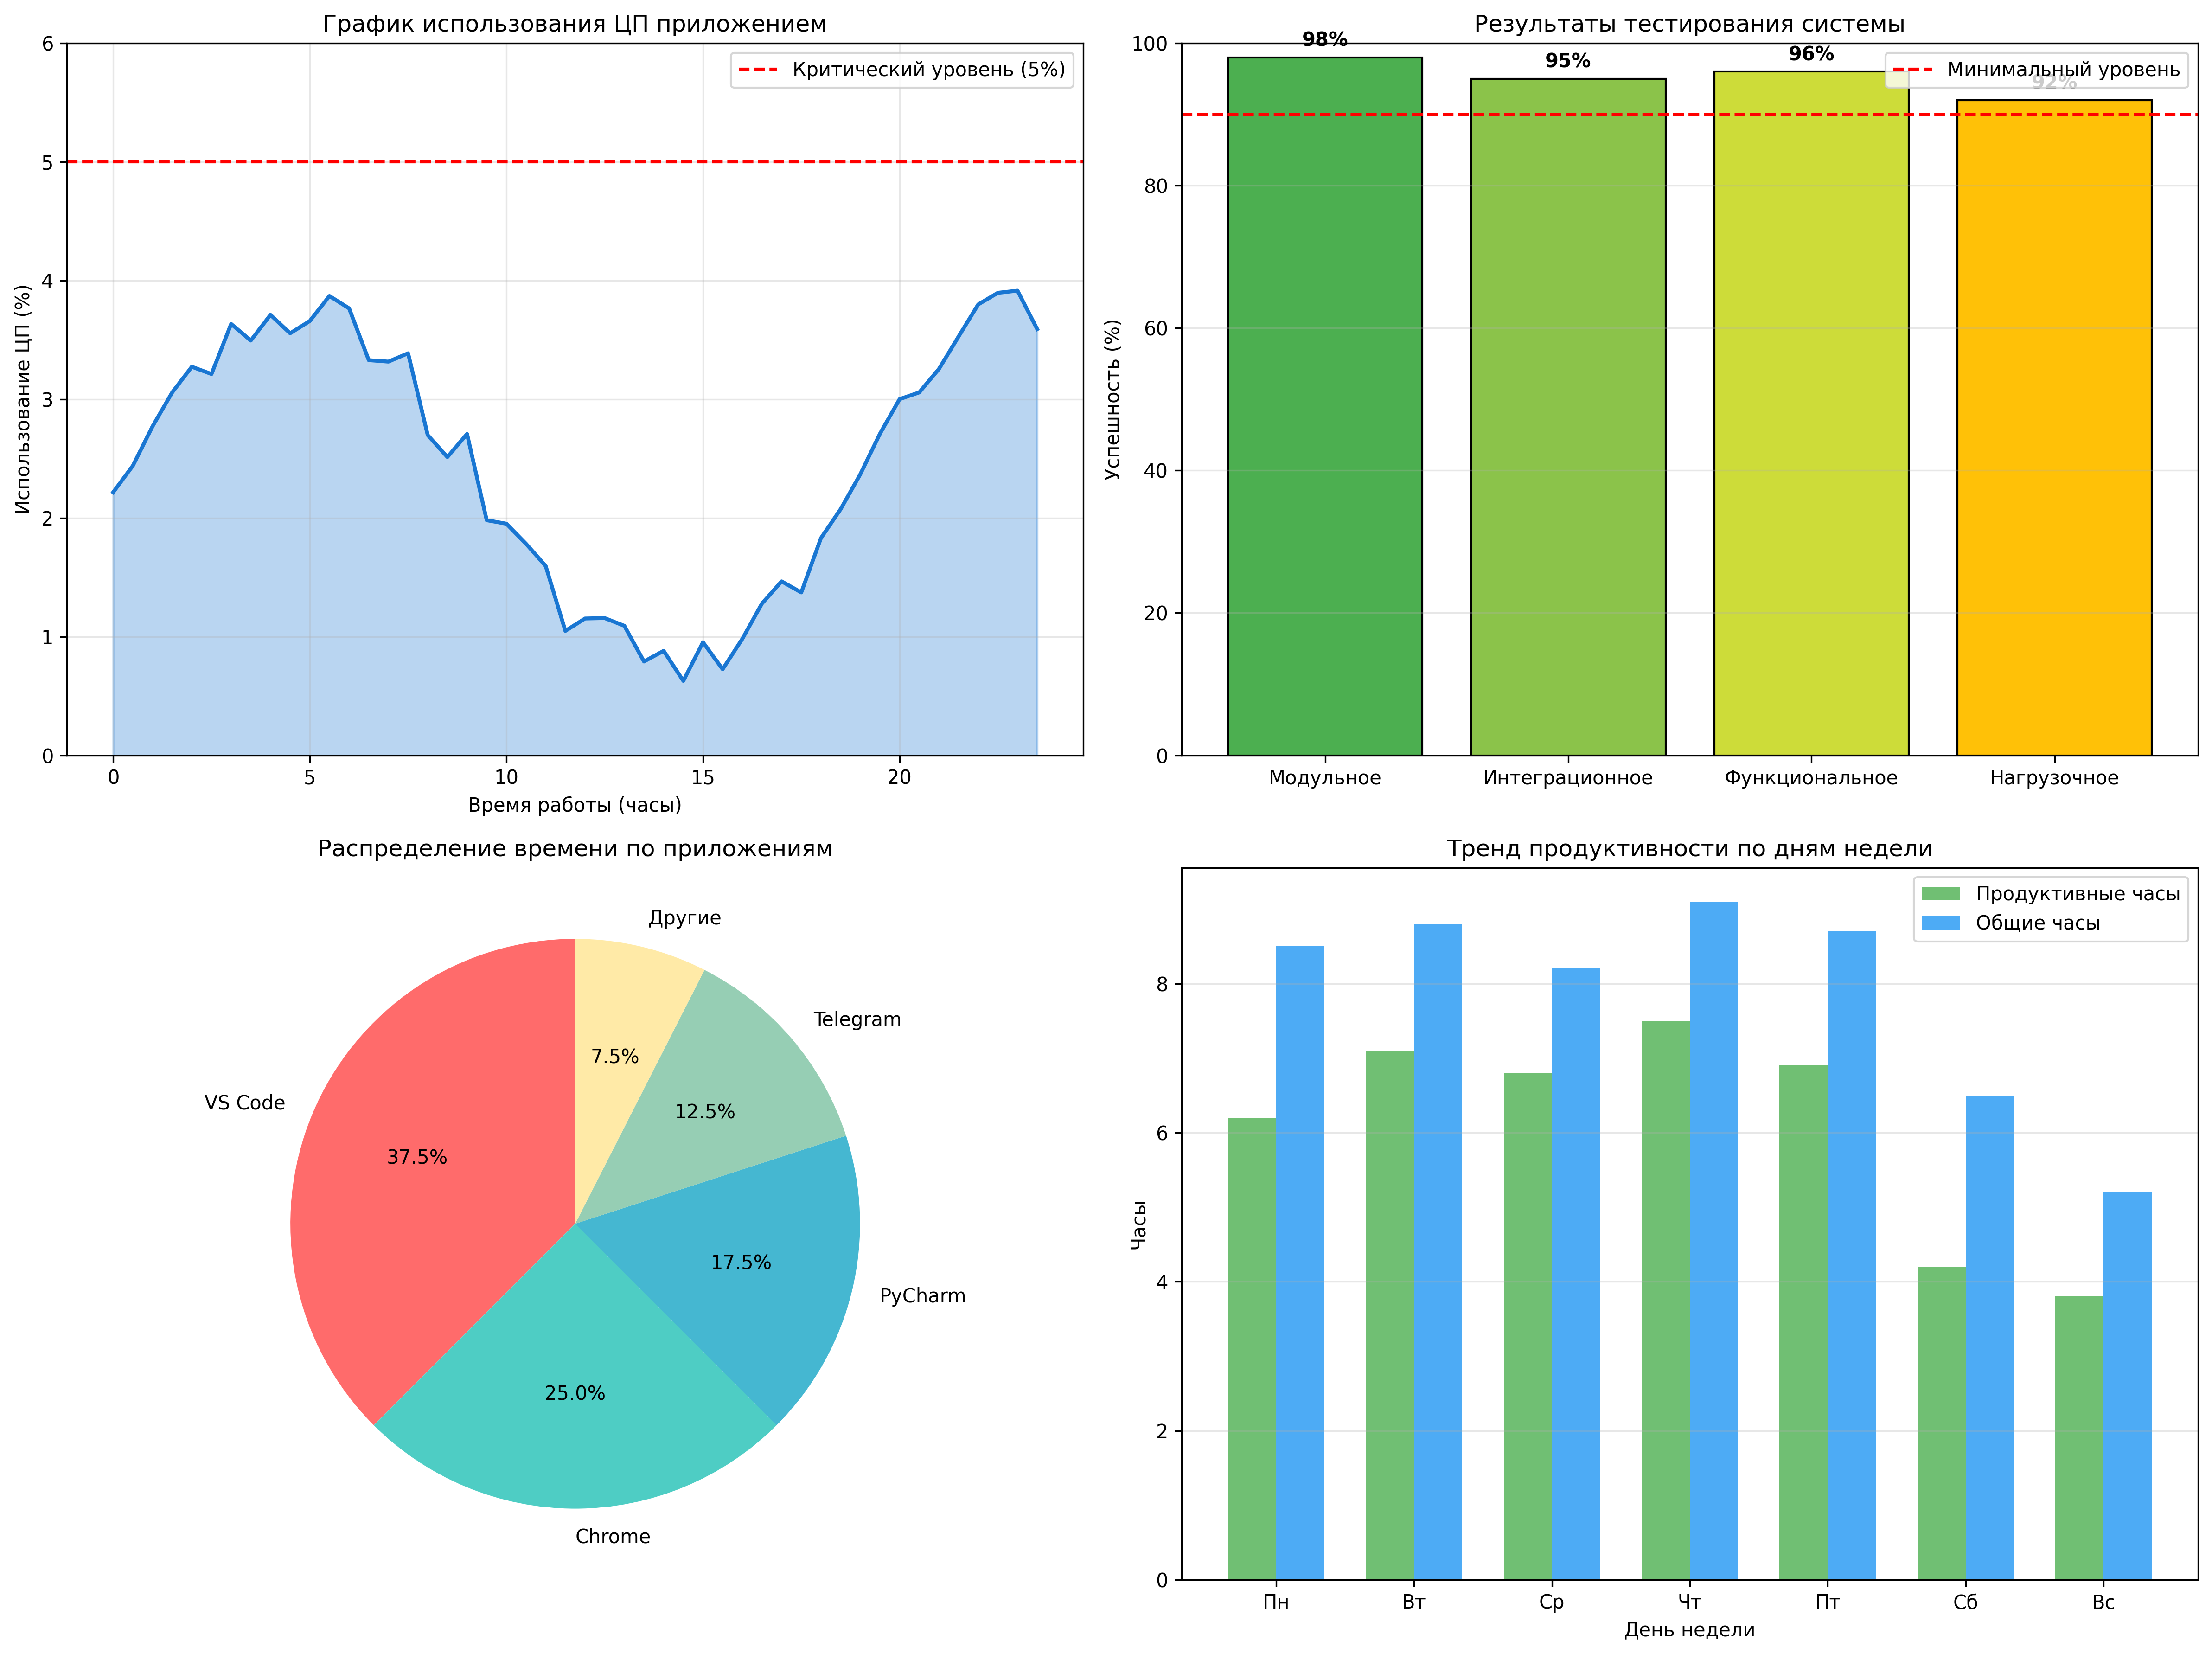 График использования ЦП приложением
Критический уровень (5%)
Использование ЦП (%)
6
5
4
3
2
1
0
0 5 10 15 20
Время работы (часы)
Результаты тестирования системы
Минимальный уровень
98%
95%
96%
92%
Успешность (%)
100
80
60
40
20
0
Модульное Интеграционное Функциональное Нагрузочное
Распределение времени по приложениям
Другие
Telegram
VS Code
PyCharm
Chrome
7.5%
12.5%
37.5%
17.5%
25.0%
Тренд продуктивности по дням недели
Продуктивные часы
Общие часы
Часы
8
6
4
2
0
Пн Вт Ср Чт Пт Сб Вс
День недели